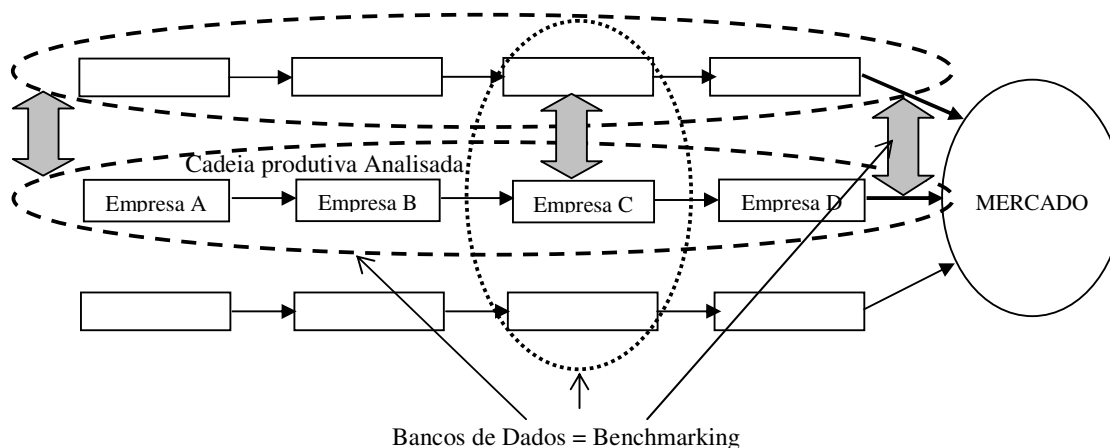 Cadeia produtiva Analisada
Empresa A
Empresa B
Empresa C
Empresa D
MERCADO
Bancos de Dados = Benchmarking